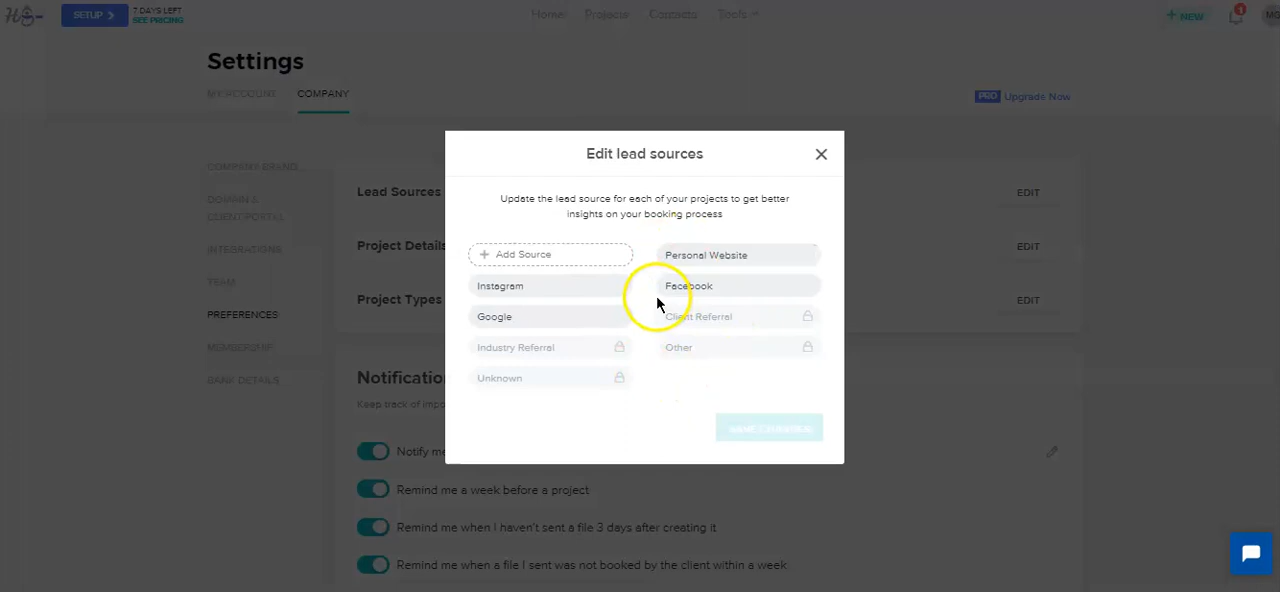 SETUP
7 DAYS LEFT
SEE PRICING
Home
Projects
Contacts
Tools
+ NEW
1
Settings
MY ACCOUNT
COMPANY
PRO Upgrade Now
COMPANY BRAND
DOMAIN &
CLIENT PORTAL
INTEGRATIONS
TEAM
PREFERENCES
MEMBERSHIP
BANK DETAILS
Lead Sources
EDIT
Project Details
EDIT
Project Types
EDIT
Edit lead sources
Update the lead source for each of your projects to get better
insights on your booking process
+ Add Source
Personal Website
Instagram
Facebook
Google
Client Referral
Industry Referral
Other
Unknown
SAVE CHANGES
Keep track of
Notify me
Remind me a week before a project
Remind me when I haven't sent a file 3 days after creating it
Remind me when a file I sent was not booked by the client within a week